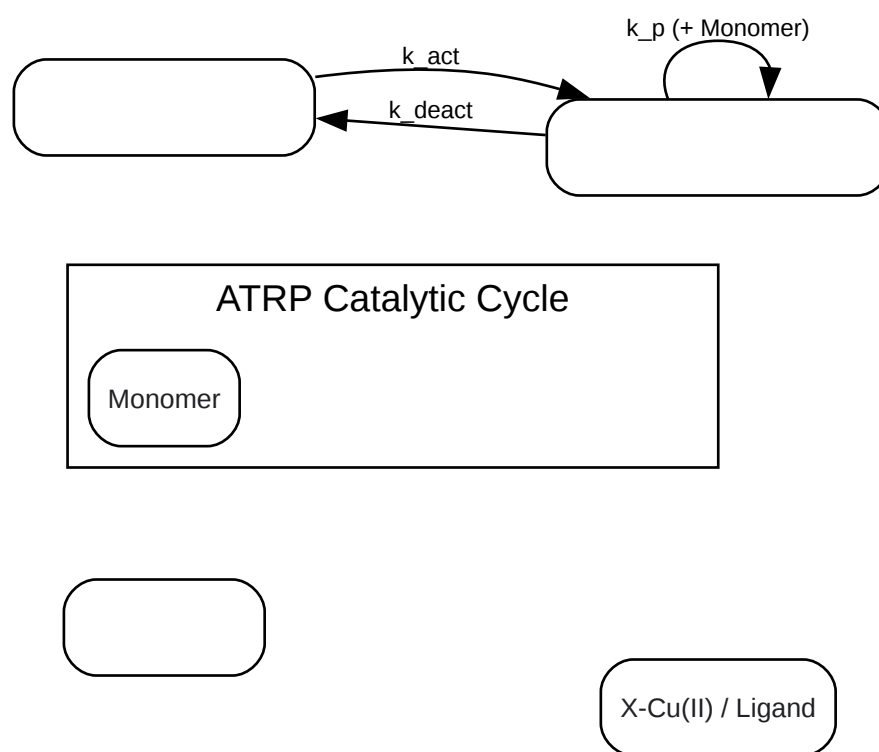 k_p (+ Monomer)
k_act
k_deact
ATRP Catalytic Cycle
Monomer
X-Cu(II) / Ligand